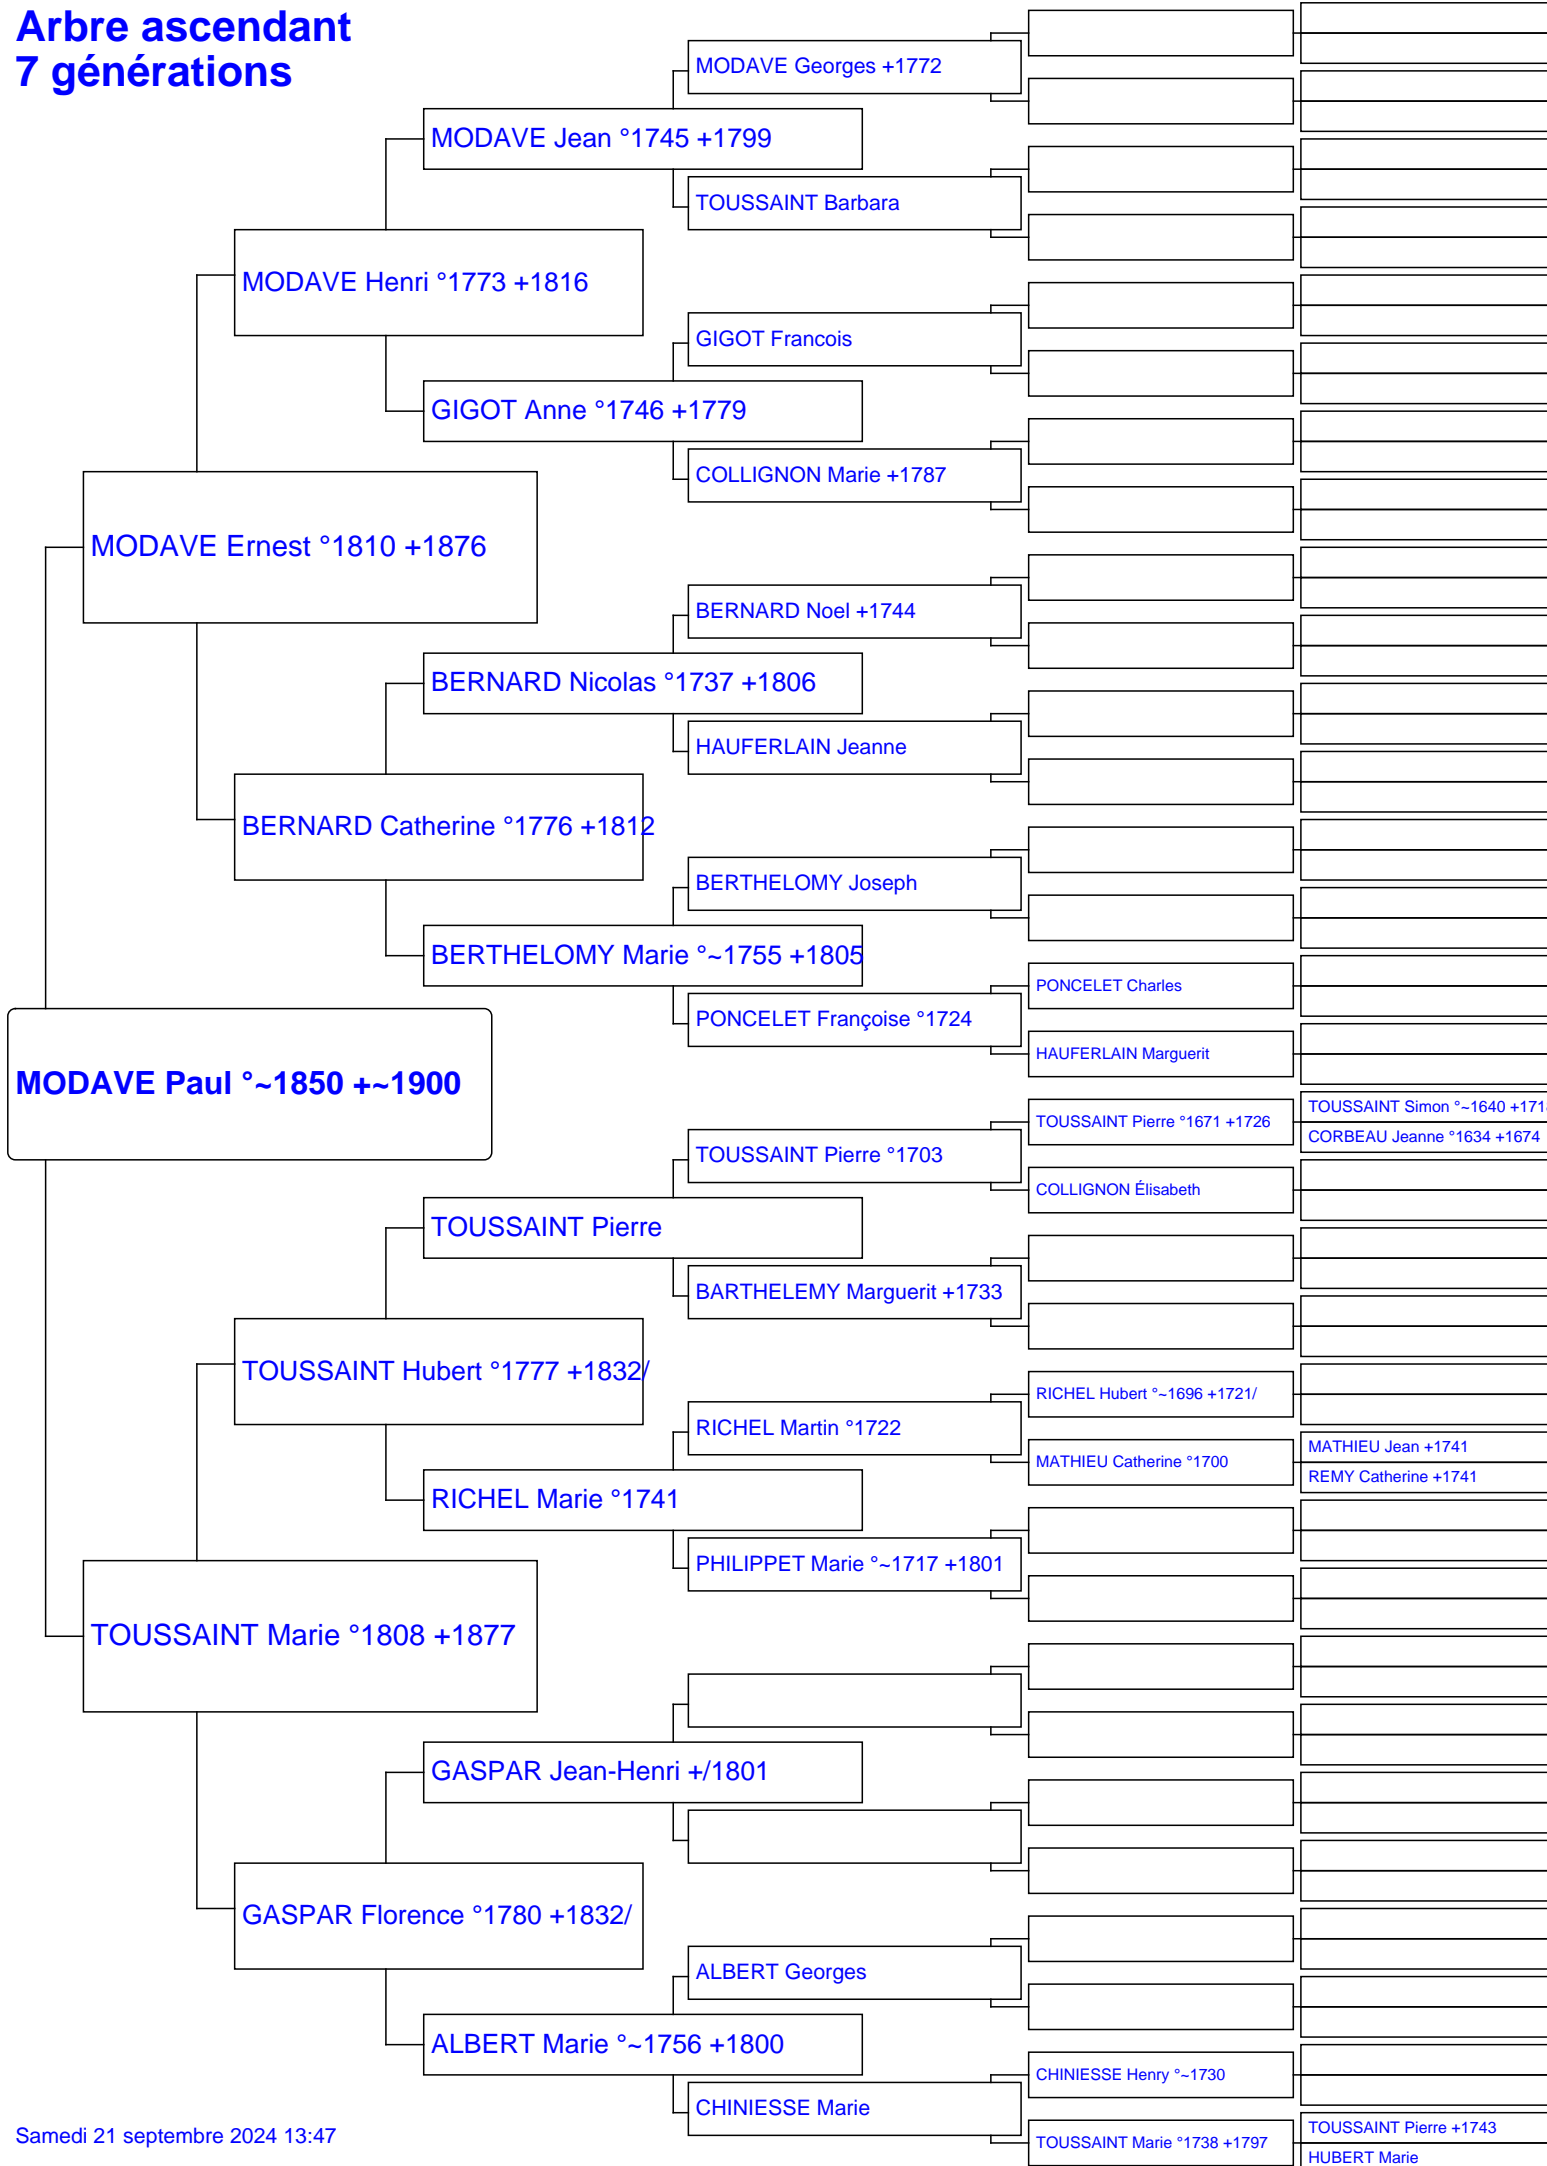 Arbre ascendant
7 générations
MODAVE Georges +1772
MODAVE Jean °1745 +1799
TOUSSAINT Barbara
MODAVE Henri °1773 +1816
GIGOT Francois
GIGOT Anne °1746 +1779
COLLIGNON Marie +1787
MODAVE Ernest °1810 +1876
BERNARD Noel +1744
BERNARD Nicolas °1737 +1806
HAUFERLAIN Jeanne
BERNARD Catherine °1776 +1812
BERTHELOMY Joseph
BERTHELOMY Marie °~1755 +1805
PONCELET Charles
PONCELET Françoise °1724
HAUFERLAIN Marguerit
MODAVE Paul °~1850 +~1900
TOUSSAINT Simon °~1640 +171
TOUSSAINT Pierre °1671 +1726
CORBEAU Jeanne °1634 +1674
TOUSSAINT Pierre °1703
COLLIGNON Élisabeth
TOUSSAINT Pierre
BARTHELEMY Marguerit +1733
TOUSSAINT Hubert °1777 +1832/
RICHEL Hubert °~1696 +1721/
RICHEL Martin °1722
MATHIEU Jean +1741
MATHIEU Catherine °1700
REMY Catherine +1741
RICHEL Marie °1741
PHILIPPET Marie °~1717 +1801
TOUSSAINT Marie °1808 +1877
GASPAR Jean-Henri +/1801
GASPAR Florence °1780 +1832/
ALBERT Georges
ALBERT Marie °~1756 +1800
CHINIESSE Henry °~1730
CHINIESSE Marie
TOUSSAINT Pierre +1743
TOUSSAINT Marie °1738 +1797
HUBERT Marie
Samedi 21 septembre 2024 13:47